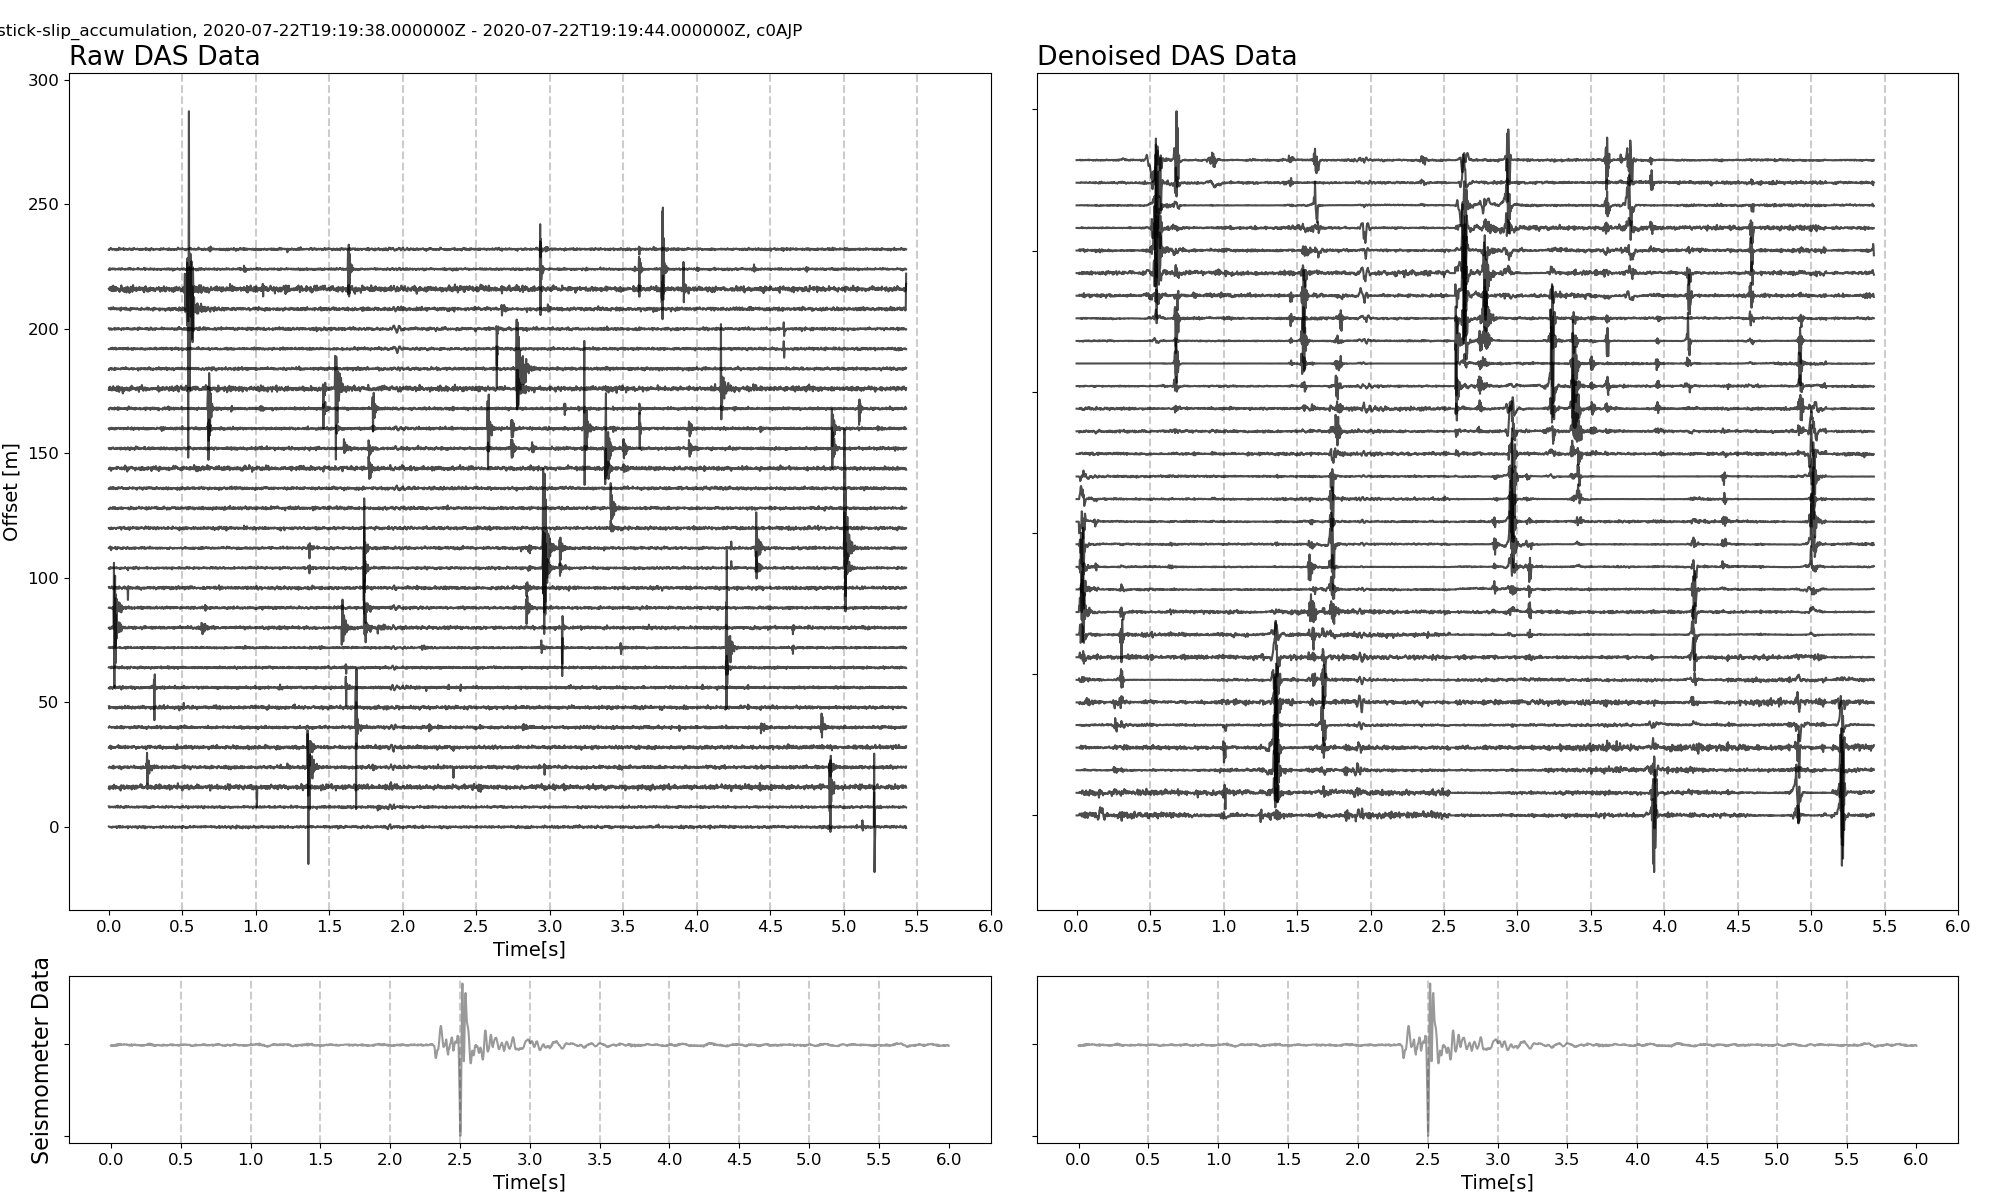 stick-slip_accumulation, 2020-07-22T19:19:38.000000Z - 2020-07-22T19:19:44.000000Z, c0AJP
Raw DAS Data
Denoised DAS Data
Offset [m]
300
250
200
150
100
50
0
0.0 0.5 1.0 1.5 2.0 2.5 3.0 3.5 4.0 4.5 5.0 5.5 6.0
Time[s]
0.0 0.5 1.0 1.5 2.0 2.5 3.0 3.5 4.0 4.5 5.0 5.5 6.0
Seismometer Data
0.0 0.5 1.0 1.5 2.0 2.5 3.0 3.5 4.0 4.5 5.0 5.5 6.0
Time[s]
0.0 0.5 1.0 1.5 2.0 2.5 3.0 3.5 4.0 4.5 5.0 5.5 6.0
Time[s]